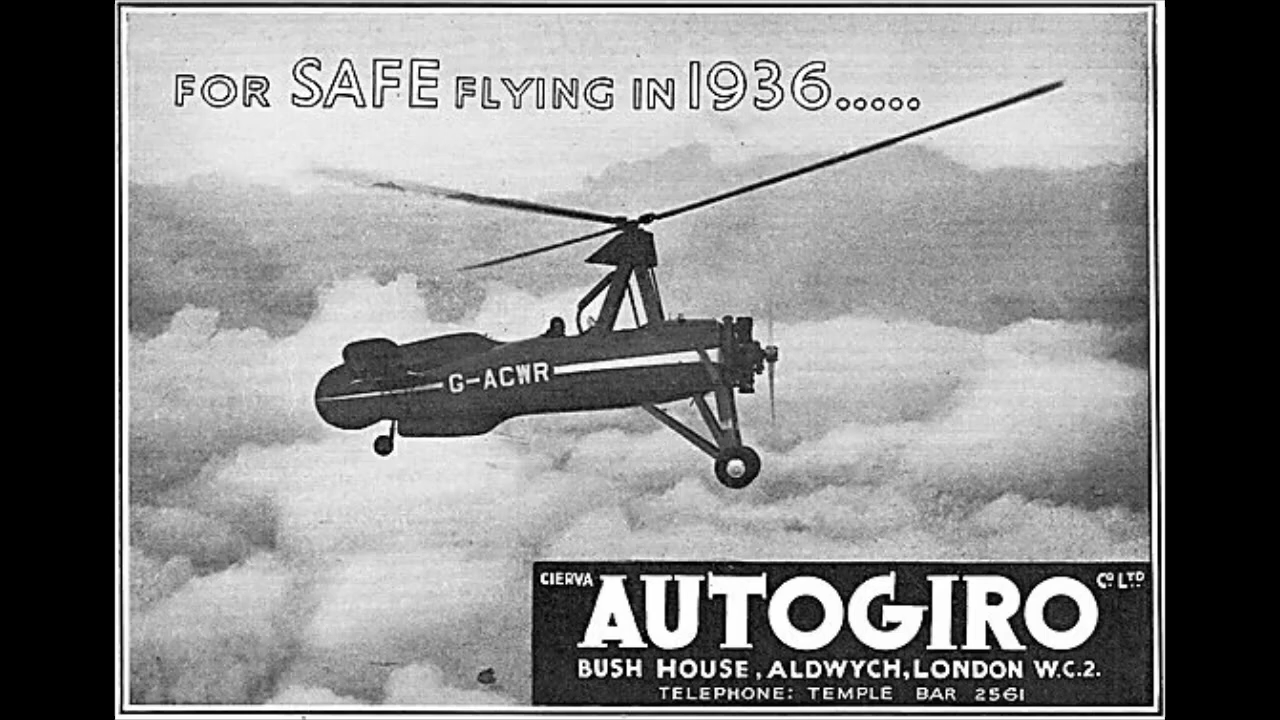 FOR SAFE FLYING IN 1936.....
G-ACWR
CIERVA AUTOGIRO CO. LTD.
BUSH HOUSE, ALDWYCH, LONDON W.C.2.
TELEPHONE: TEMPLE BAR 2561